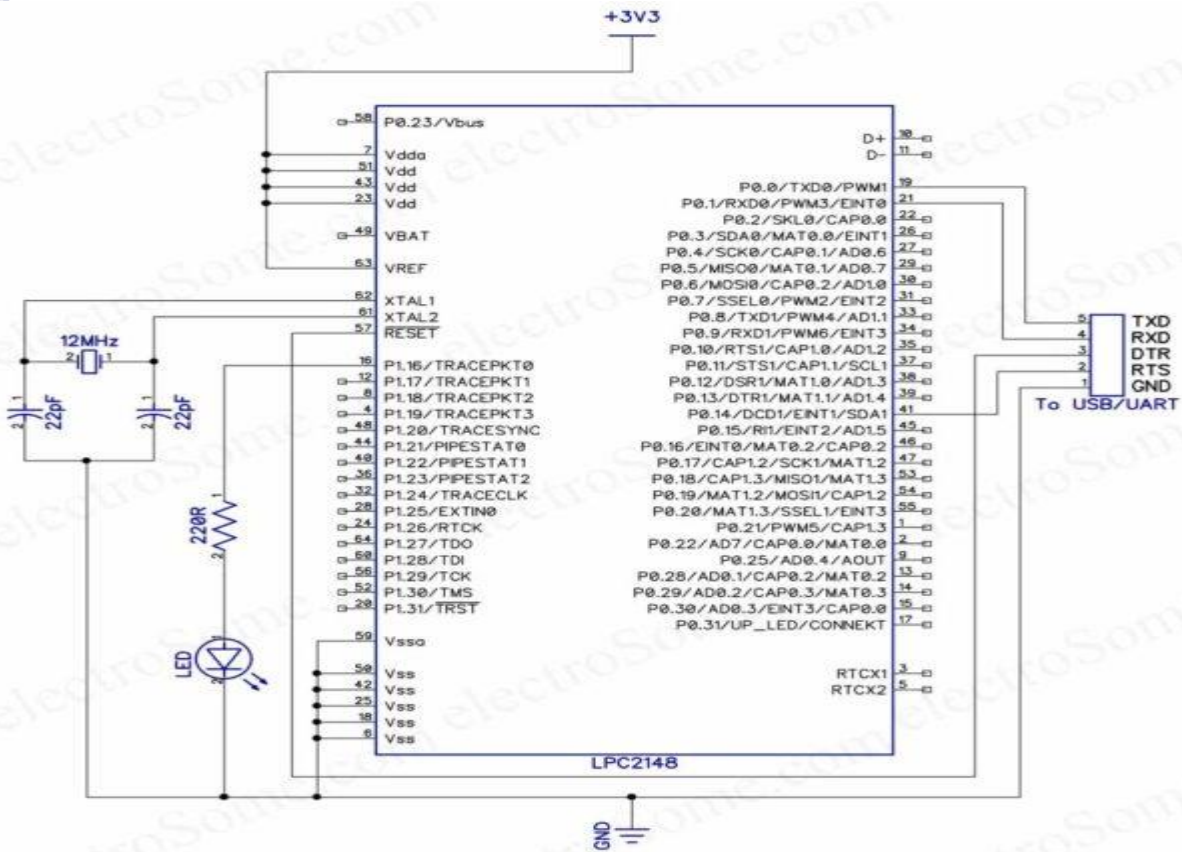 +3V3
58 P0.23/Vbus
7 Vdda
51 Vdd
43 Vdd
23 Vdd
49 VBAT
63 VREF
62 XTAL1
61 XTAL2
57 RESET
16 P1.16/TRACEPKT0
12 P1.17/TRACEPKT1
8 P1.18/TRACEPKT2
4 P1.19/TRACEPKT3
48 P1.20/TRACESYNC
44 P1.21/PIPESTAT0
40 P1.22/PIPESTAT1
36 P1.23/PIPESTAT2
32 P1.24/TRACECLK
28 P1.25/EXTIN0
24 P1.26/RTCK
64 P1.27/TDO
60 P1.28/TDI
56 P1.29/TCK
52 P1.30/TMS
20 P1.31/TRST
59 Vssa
50 Vss
42 Vss
25 Vss
18 Vss
6 Vss
D+ 10
D- 11
P0.0/TXD0/PWM1 19
P0.1/RXD0/PWM3/EINT0 21
P0.2/SKL0/CAP0.0 22
P0.3/SDA0/MAT0.0/EINT1 26
P0.4/SCK0/CAP0.1/AD0.6 27
P0.5/MISO0/MAT0.1/AD0.7 29
P0.6/MOSI0/CAP0.2/AD1.0 30
P0.7/SSEL0/PWM2/EINT2 31
P0.8/TXD1/PWM4/AD1.1 33
P0.9/RXD1/PWM6/EINT3 34
P0.10/RTS1/CAP1.0/AD1.2 35
P0.11/STS1/CAP1.1/SCL1 37
P0.12/DSR1/MAT1.0/AD1.3 38
P0.13/DTR1/MAT1.1/AD1.4 39
P0.14/DCD1/EINT1/SDA1 41
P0.15/RI1/EINT2/AD1.5 45
P0.16/EINT0/MAT0.2/CAP0.2 46
P0.17/CAP1.2/SCK1/MAT1.2 47
P0.18/CAP1.3/MISO1/MAT1.3 53
P0.19/MAT1.2/MOSI1/CAP1.2 54
P0.20/MAT1.3/SSEL1/EINT3 55
P0.21/PWM5/CAP1.3 1
P0.22/AD7/CAP0.0/MAT0.0 2
P0.25/AD0.4/AOUT 9
P0.28/AD0.1/CAP0.2/MAT0.2 13
P0.29/AD0.2/CAP0.3/MAT0.3 14
P0.30/AD0.3/EINT3/CAP0.0 15
P0.31/UP_LED/CONNEKT 17
RTCX1 3
RTCX2 5
LPC2148
12MHz
2 1
1 22pF 2
1 22pF 2
1 220R 2
1 LED 2
5 TXD
4 RXD
3 DTR
2 RTS
1 GND
To USB/UART
GND
electroSome.com
electroSome.com
electroSome.com
electroSome.com